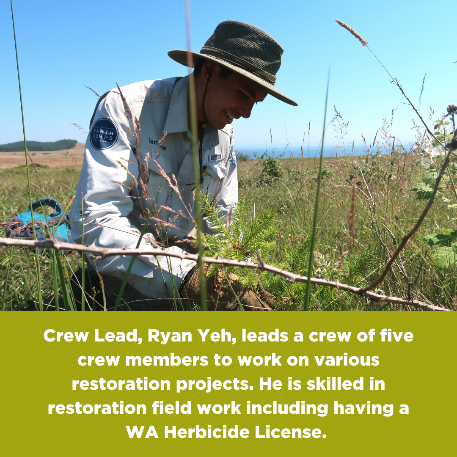 Crew Lead, Ryan Yeh, leads a crew of five
crew members to work on various
restoration projects. He is skilled in
restoration field work including having a
WA Herbicide License.